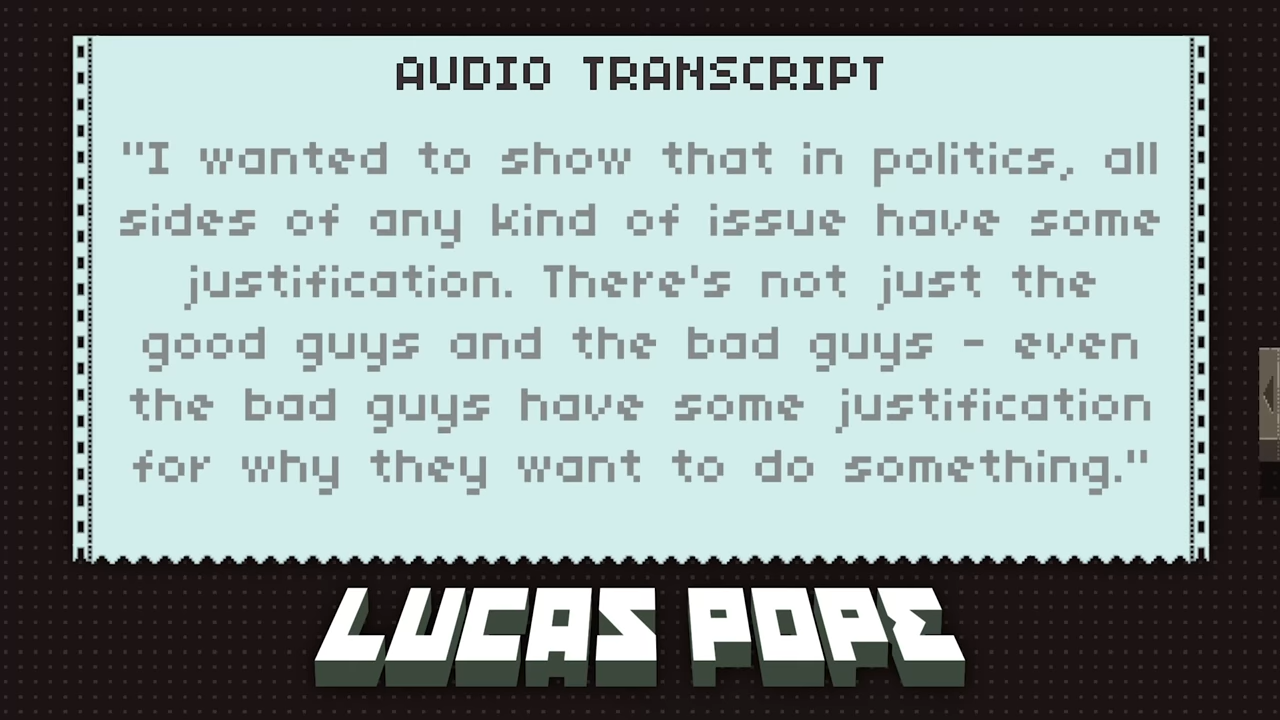 AUDIO TRANSCRIPT
"I wanted to show that in politics, all
sides of any kind of issue have some
justification. There's not just the
good guys and the bad guys - even
the bad guys have some justification
for why they want to do something."
LUCAS POPE